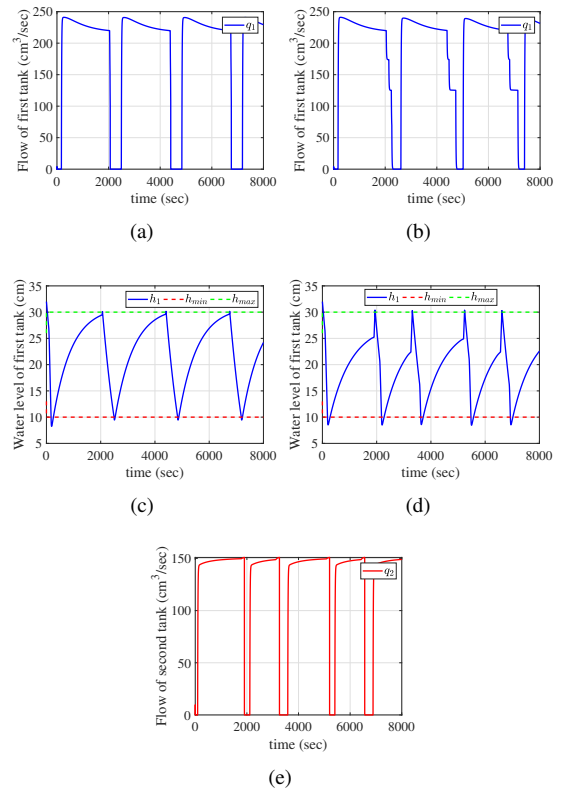 250
200
150
100
50
0
Flow of first tank (cm³/sec)
q₁
0 2000 4000 6000 8000
time (sec)
(a)
250
200
150
100
50
0
Flow of first tank (cm³/sec)
q₁
0 2000 4000 6000 8000
time (sec)
(b)
35
30
25
20
15
10
5
Water level of first tank (cm)
h₁ hmin hmax
0 2000 4000 6000 8000
time (sec)
(c)
35
30
25
20
15
10
5
Water level of first tank (cm)
h₁ hmin hmax
0 2000 4000 6000 8000
time (sec)
(d)
150
100
50
0
Flow of second tank (cm³/sec)
q₂
0 2000 4000 6000 8000
time (sec)
(e)